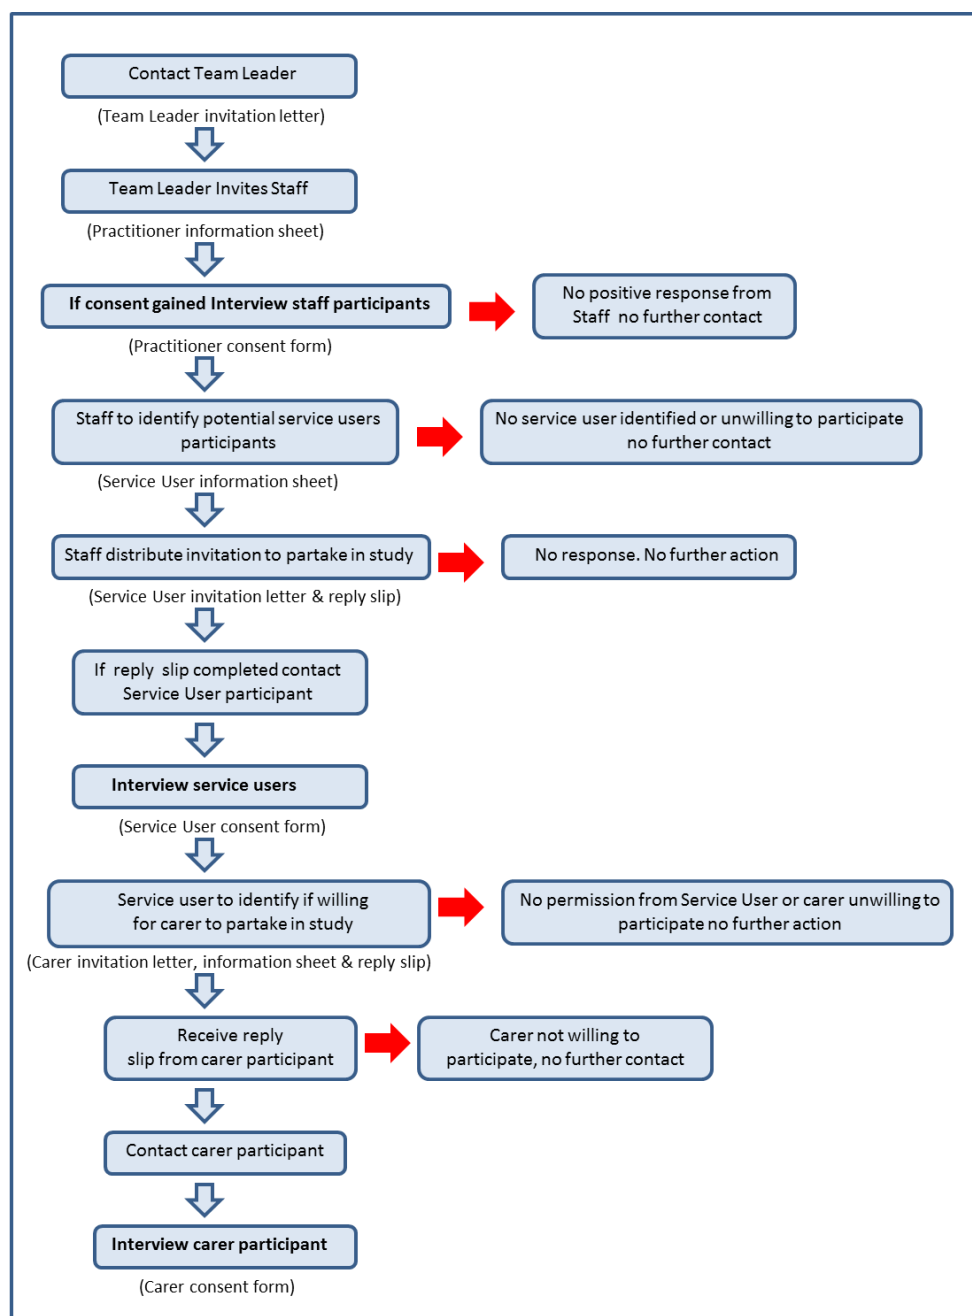 Contact Team Leader
(Team Leader invitation letter)
Team Leader Invites Staff
(Practitioner information sheet)
If consent gained Interview staff participants
No positive response from
Staff no further contact
(Practitioner consent form)
Staff to identify potential service users
participants
No service user identified or unwilling to participate
no further contact
(Service User information sheet)
Staff distribute invitation to partake in study
No response. No further action
(Service User invitation letter & reply slip)
If reply slip completed contact
Service User participant
Interview service users
(Service User consent form)
Service user to identify if willing
for carer to partake in study
No permission from Service User or carer unwilling to
participate no further action
(Carer invitation letter, information sheet & reply slip)
Receive reply
slip from carer participant
Carer not willing to
participate, no further contact
Contact carer participant
Interview carer participant
(Carer consent form)